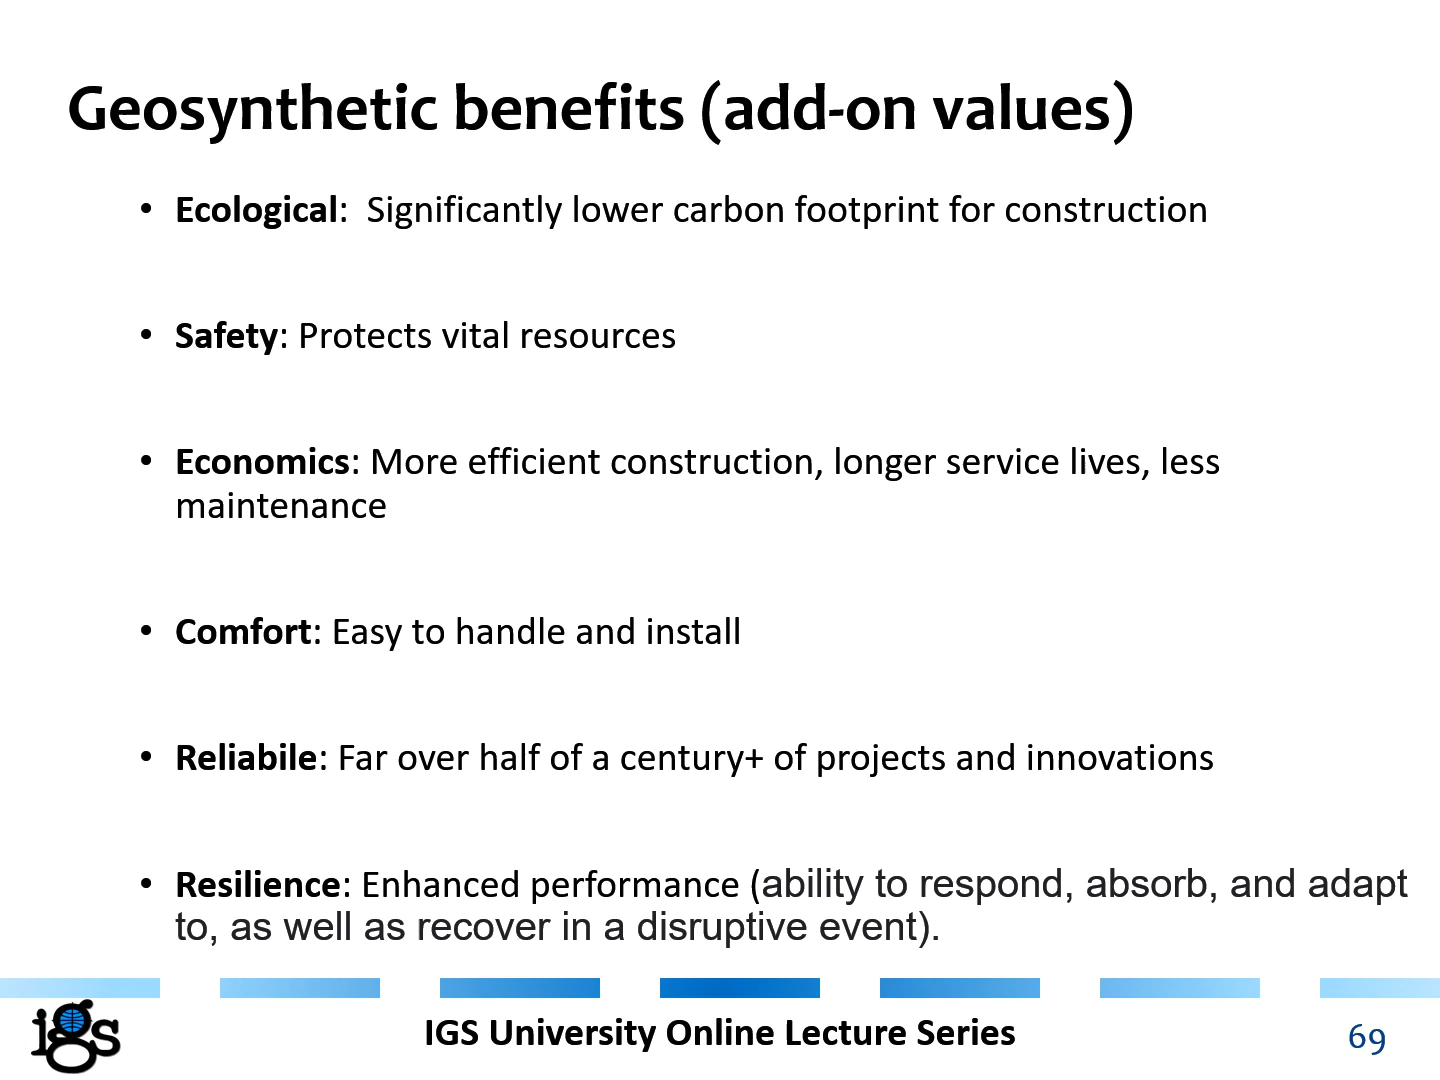 Geosynthetic benefits (add-on values)
• Ecological:  Significantly lower carbon footprint for construction
• Safety: Protects vital resources
• Economics: More efficient construction, longer service lives, less
maintenance
• Comfort: Easy to handle and install
• Reliabile: Far over half of a century+ of projects and innovations
• Resilience: Enhanced performance (ability to respond, absorb, and adapt
to, as well as recover in a disruptive event).
igs
IGS University Online Lecture Series
69